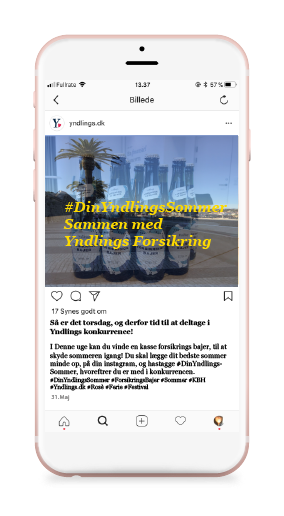 Fullrate
13.37
57 %
Billede
yndlings.dk
#DinYndlingsSommer
Sammen med
Yndlings Forsikring
17 Synes godt om
Så er det torsdag, og derfor tid til at deltage i
Yndlings konkurrence!
I Denne uge kan du vinde en kasse forsikrings bajer, til at
skyde sommeren igang! Du skal lægge dit bedste sommer
minde op, på din instagram, og hastagge #DinYndlings-
Sommer, hvorefter du er med i konkurrencen.
#DinYndlingsSommer #ForsikringsBajer #Sommer #KBH
#Yndlings.dk #Rosé #Ferie #Festival
31. Maj